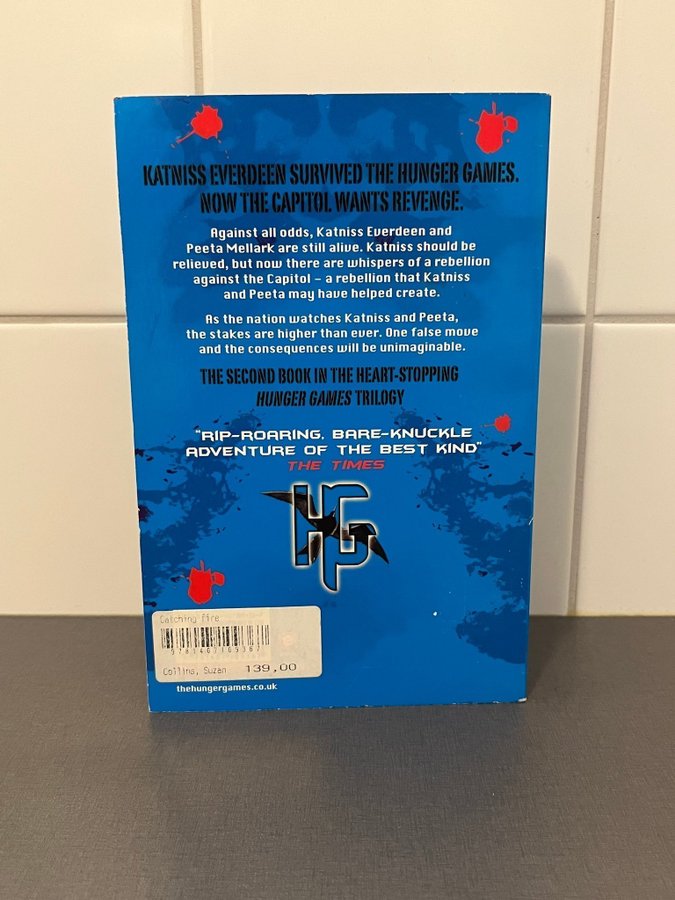 KATNISS EVERDEEN SURVIVED THE HUNGER GAMES.
NOW THE CAPITOL WANTS REVENGE.
Against all odds, Katniss Everdeen and
Peeta Mellark are still alive. Katniss should be
relieved, but now there are whispers of a rebellion
against the Capitol – a rebellion that Katniss
and Peeta may have helped create.
As the nation watches Katniss and Peeta,
the stakes are higher than ever. One false move
and the consequences will be unimaginable.
THE SECOND BOOK IN THE HEART-STOPPING
HUNGER GAMES TRILOGY
"RIP-ROARING, BARE-KNUCKLE
ADVENTURE OF THE BEST KIND"
THE TIMES
HG
Catching fire
9781407109367
Collins, Suzan 139,00
thehungergames.co.uk